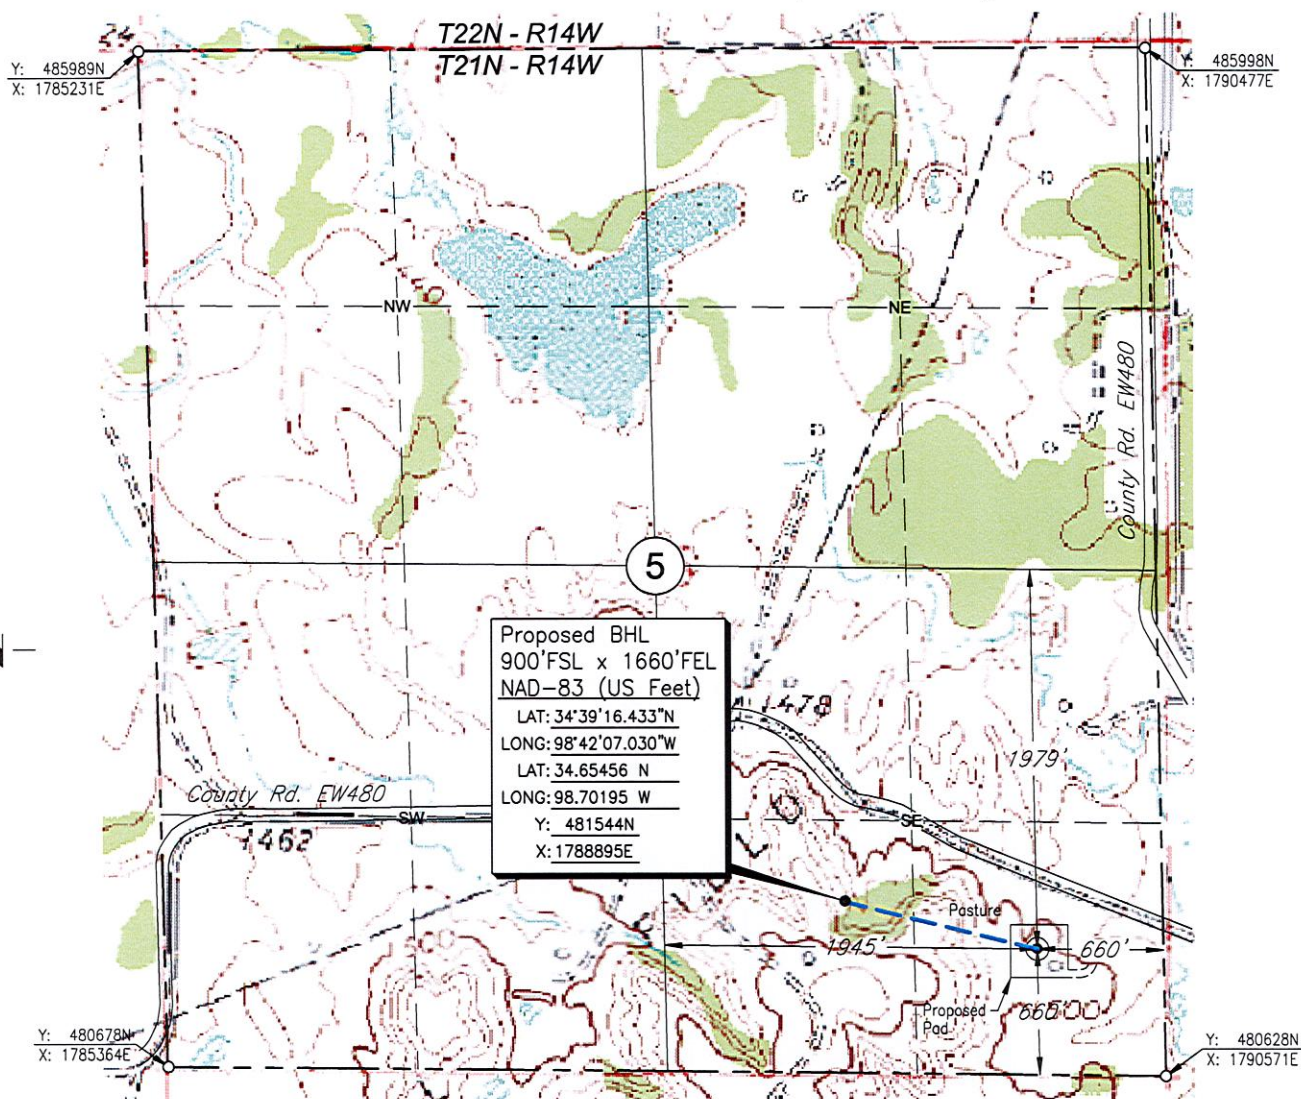 T22N - R14W
T21N - R14W
Y: 485989N
X: 1785231E
Y: 485998N
X: 1790477E
NW
NE
County Rd. EW480
5
Proposed BHL
900'FSL x 1660'FEL
NAD-83 (US Feet)
LAT: 34°39'16.433"N
LONG: 98°42'07.030"W
LAT: 34.65456 N
LONG: 98.70195 W
Y: 481544N
X: 1788895E
1478
1979'
County Rd. EW480
SW
SE
1462
Pasture
1945'
660'
Proposed
Pad
Y: 480678N
X: 1785364E
Y: 480628N
X: 1790571E